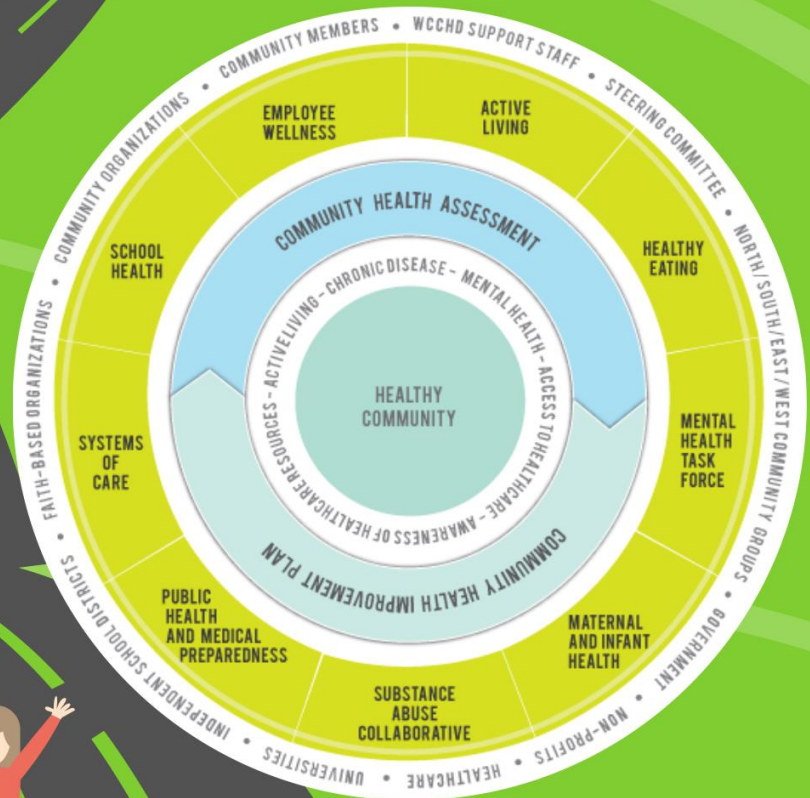 COMMUNITY MEMBERS • WCCHD SUPPORT STAFF • STEERING COMMITTEE • NORTH/SOUTH/EAST/WEST COMMUNITY GROUPS • GOVERNMENT • NON-PROFITS • HEALTHCARE • UNIVERSITIES • INDEPENDENT SCHOOL DISTRICTS • FAITH-BASED ORGANIZATIONS • COMMUNITY ORGANIZATIONS •
EMPLOYEE
WELLNESS
ACTIVE
LIVING
HEALTHY
EATING
MENTAL
HEALTH
TASK
FORCE
MATERNAL
AND INFANT
HEALTH
SUBSTANCE
ABUSE
COLLABORATIVE
PUBLIC
HEALTH
AND MEDICAL
PREPAREDNESS
SYSTEMS
OF
CARE
SCHOOL
HEALTH
COMMUNITY HEALTH ASSESSMENT
COMMUNITY HEALTH IMPROVEMENT PLAN
ACTIVE LIVING - CHRONIC DISEASE - MENTAL HEALTH - ACCESS TO HEALTHCARE - AWARENESS OF HEALTHCARE RESOURCES -
HEALTHY
COMMUNITY